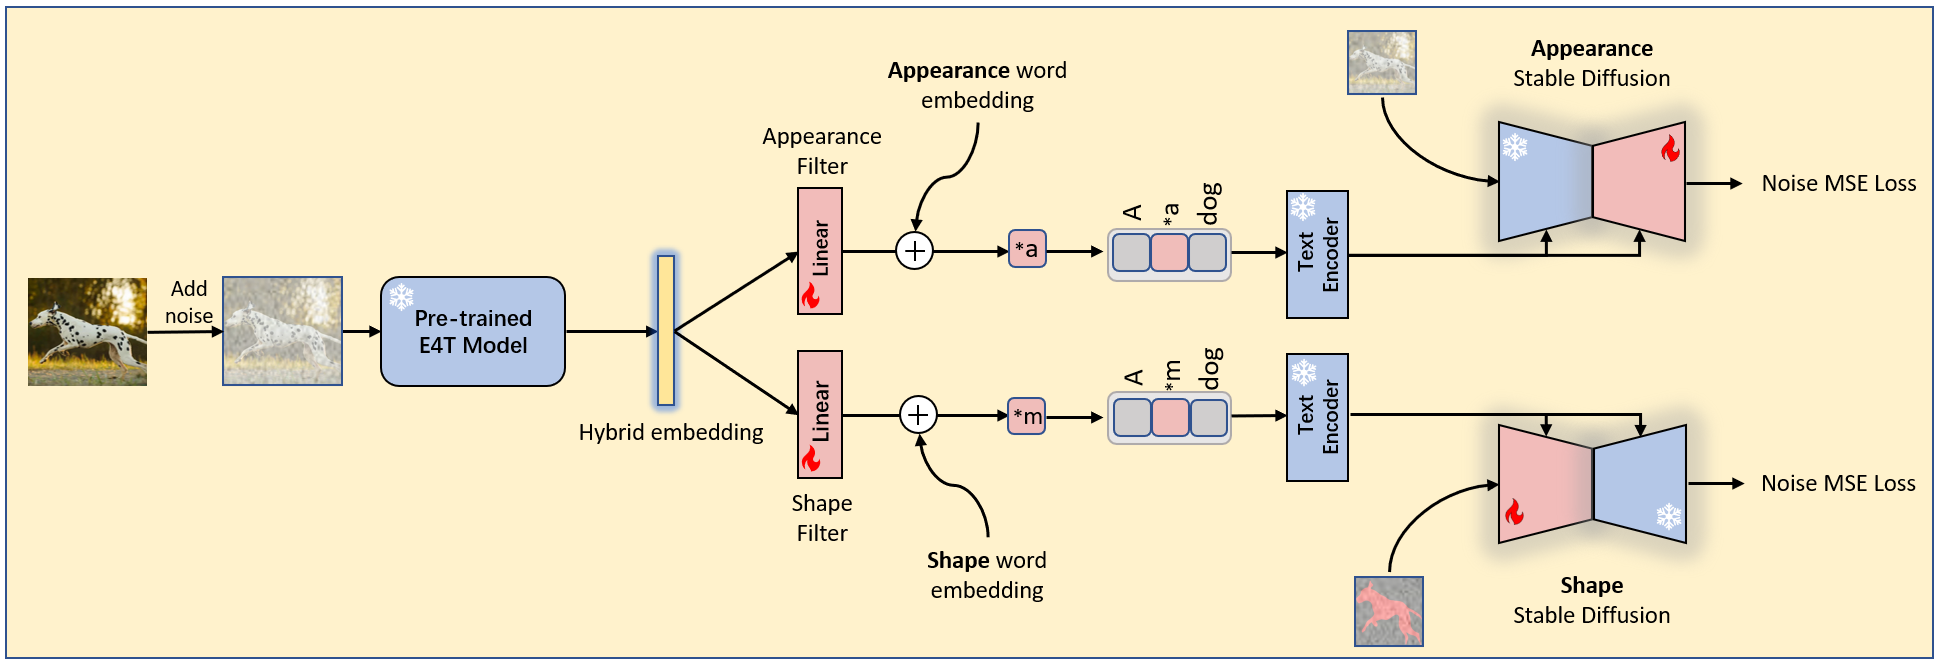 Add
noise
Pre-trained
E4T Model
Hybrid embedding
Appearance
Filter
Linear
Appearance word
embedding
*a
A
*a
dog
Text
Encoder
Appearance
Stable Diffusion
Noise MSE Loss
Linear
Shape
Filter
Shape word
embedding
*m
A
*m
dog
Text
Encoder
Noise MSE Loss
Shape
Stable Diffusion